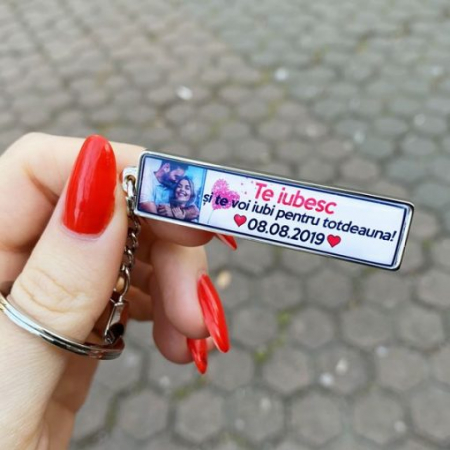 Te iubesc
și te voi iubi pentru totdeauna!
08.08.2019